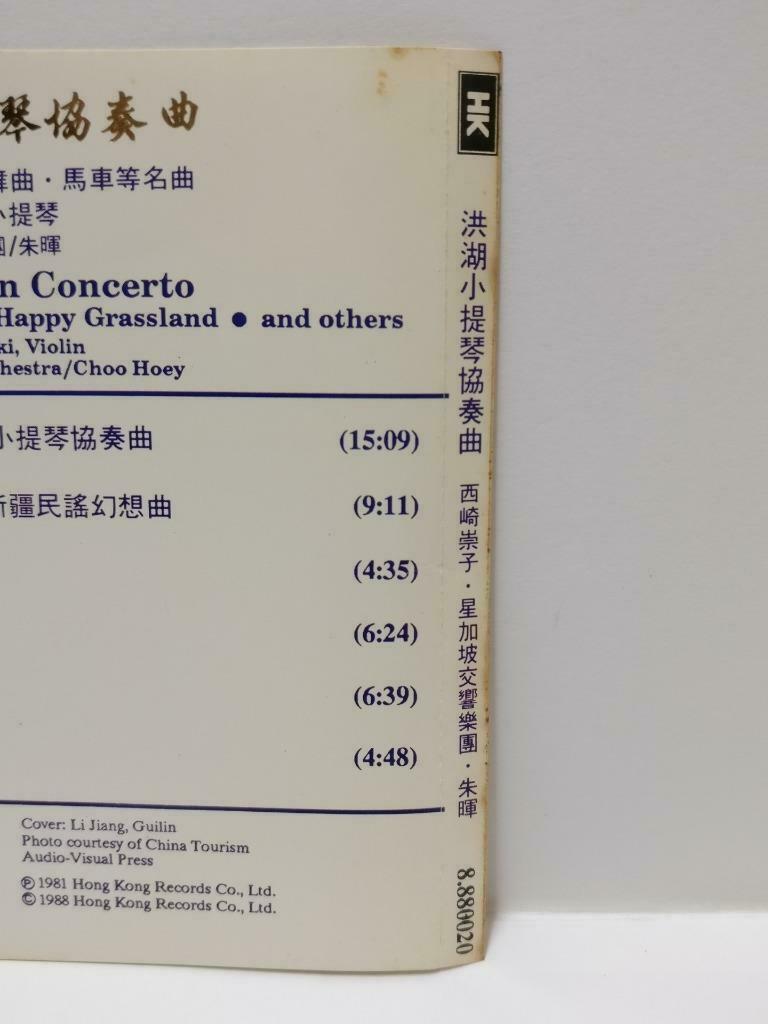 琴協奏曲
舞曲・馬車等名曲
小提琴
團/朱暉
n Concerto
Happy Grassland ● and others
ki, Violin
hestra/Choo Hoey
小提琴協奏曲 (15:09)
新疆民謠幻想曲 (9:11)
(4:35)
(6:24)
(6:39)
(4:48)
Cover: Li Jiang, Guilin
Photo courtesy of China Tourism
Audio-Visual Press
℗ 1981 Hong Kong Records Co., Ltd.
© 1988 Hong Kong Records Co., Ltd.
HK
洪湖小提琴協奏曲 西崎崇子・星加坡交響樂團・朱暉
8.880020